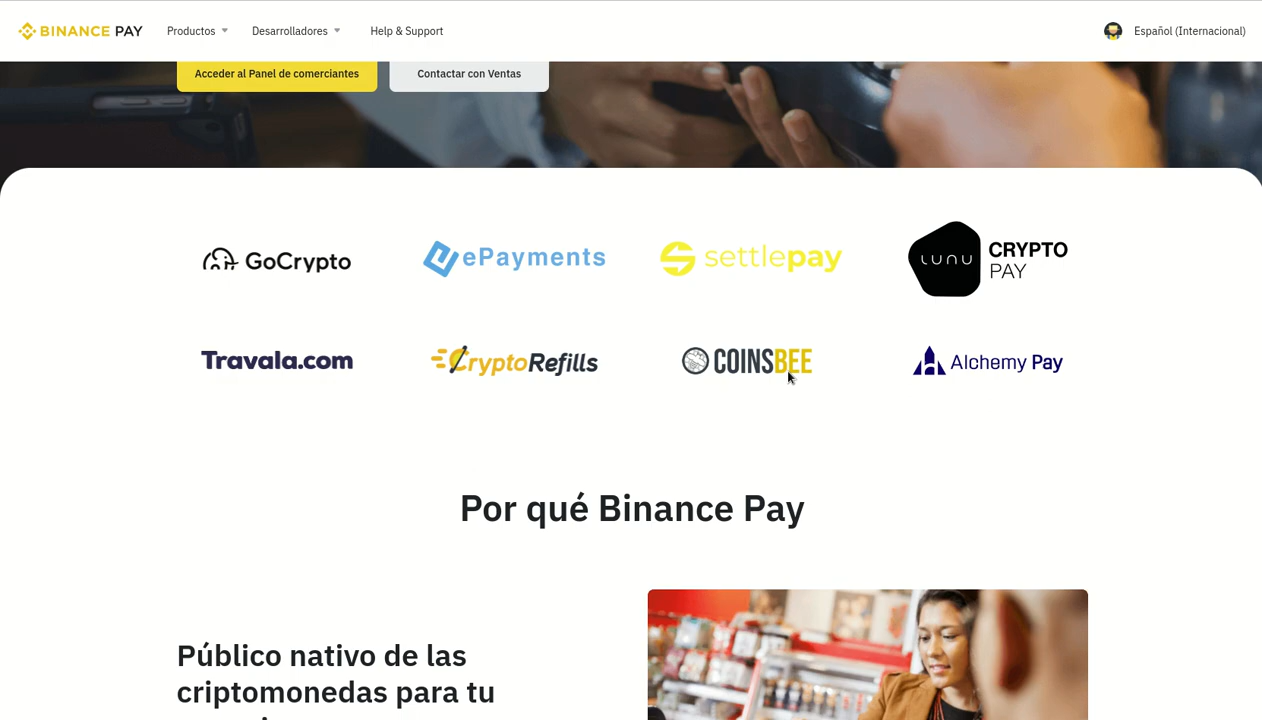 BINANCE PAY Productos Desarrolladores Help & Support Español (Internacional)
Acceder al Panel de comerciantes Contactar con Ventas
GoCrypto ePayments settlepay LUNU CRYPTO PAY
Travala.com CryptoRefills COINSBEE Alchemy Pay
Por qué Binance Pay
Público nativo de las
criptomonedas para tu